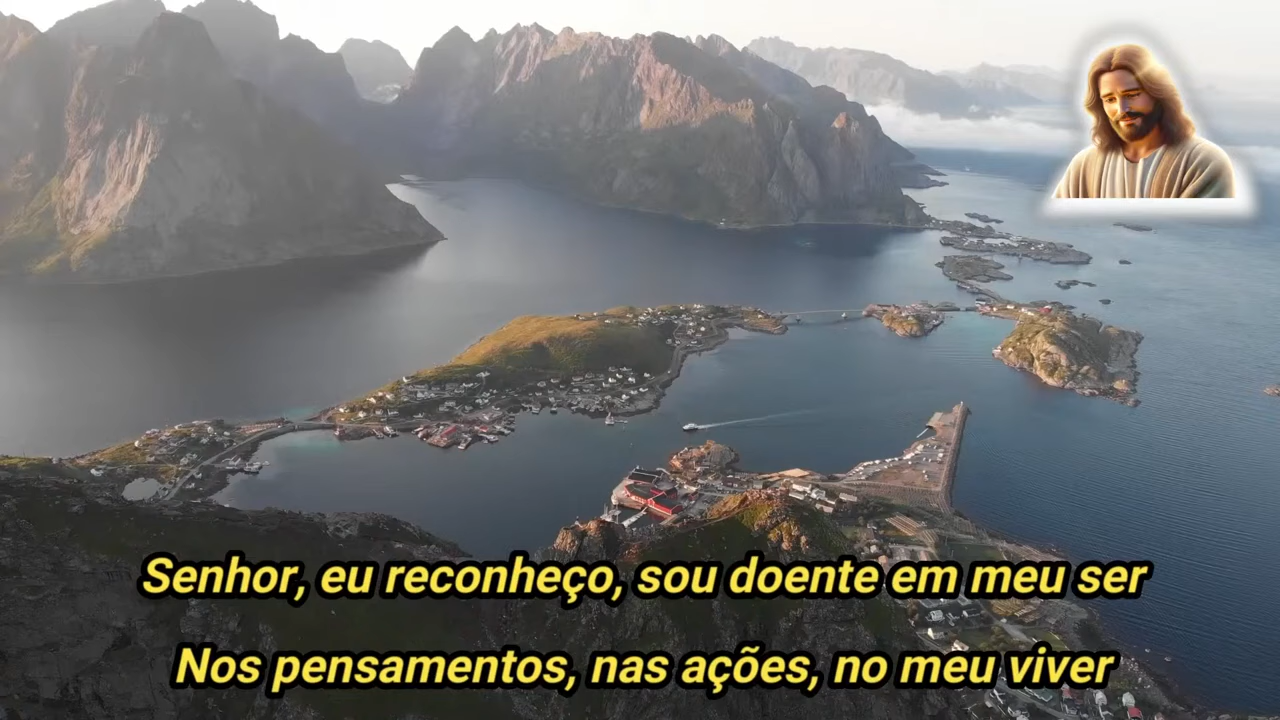 Senhor, eu reconheço, sou doente em meu ser
Nos pensamentos, nas ações, no meu viver